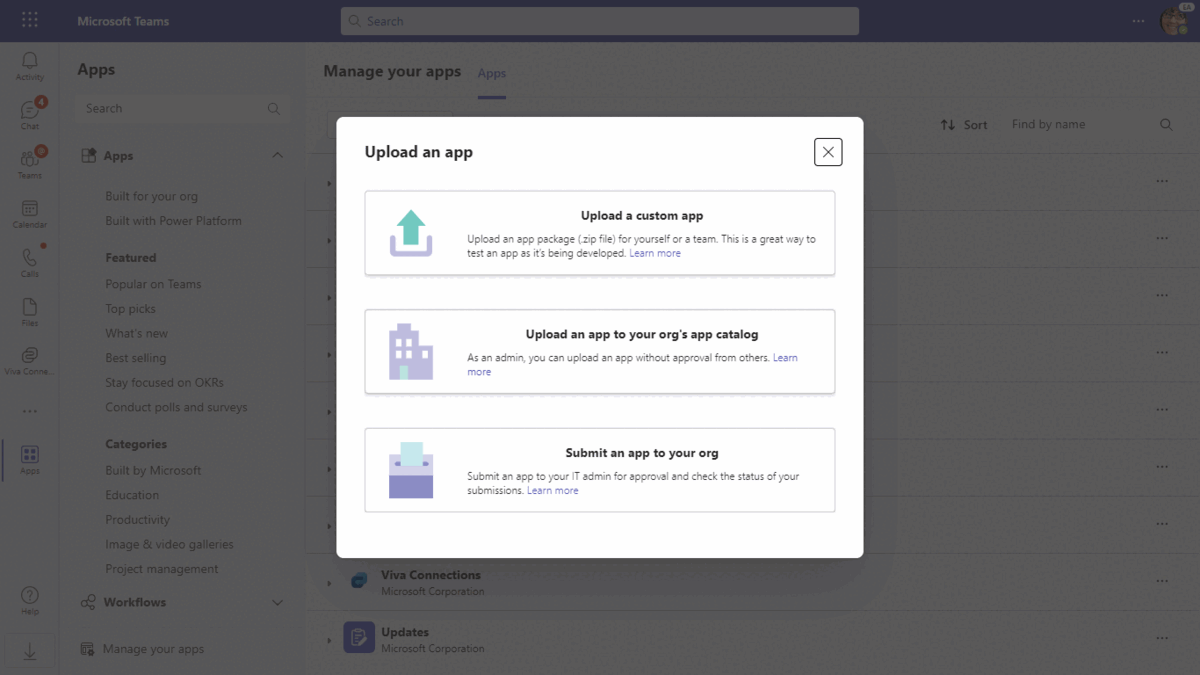 Microsoft Teams
Search
Activity
4
Chat
Teams
Calendar
Calls
Files
Viva Conne...
Apps
Help
Apps
Search
Apps
Built for your org
Built with Power Platform
Featured
Popular on Teams
Top picks
What's new
Best selling
Stay focused on OKRs
Conduct polls and surveys
Categories
Built by Microsoft
Education
Productivity
Image & video galleries
Project management
Workflows
Manage your apps
Manage your apps
Apps
Sort
Find by name
Upload an app
Upload a custom app
Upload an app package (.zip file) for yourself or a team. This is a great way to
test an app as it's being developed. Learn more
Upload an app to your org's app catalog
As an admin, you can upload an app without approval from others. Learn
more
Submit an app to your org
Submit an app to your IT admin for approval and check the status of your
submissions. Learn more
Viva Connections
Microsoft Corporation
Updates
Microsoft Corporation